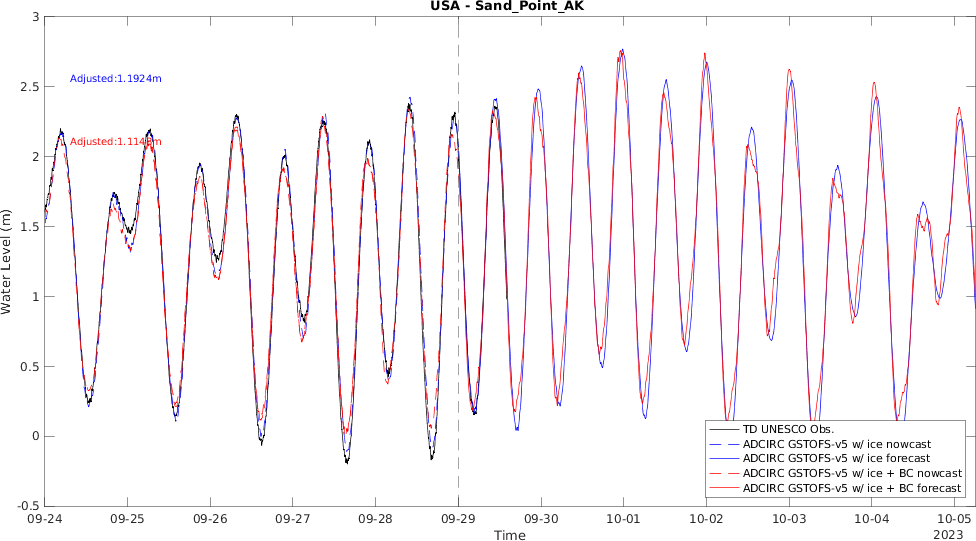 USA - Sand_Point_AK
3
2.5
2
1.5
1
0.5
0
-0.5
Water Level (m)
Adjusted:1.1924m
09-24
09-25
09-26
09-27
09-28
09-29
09-30
10-01
10-02
10-03
10-04
10-05
2023
Time
TD UNESCO Obs.
ADCIRC GSTOFS-v5 w/ ice nowcast
ADCIRC GSTOFS-v5 w/ ice forecast
ADCIRC GSTOFS-v5 w/ ice + BC nowcast
ADCIRC GSTOFS-v5 w/ ice + BC forecast